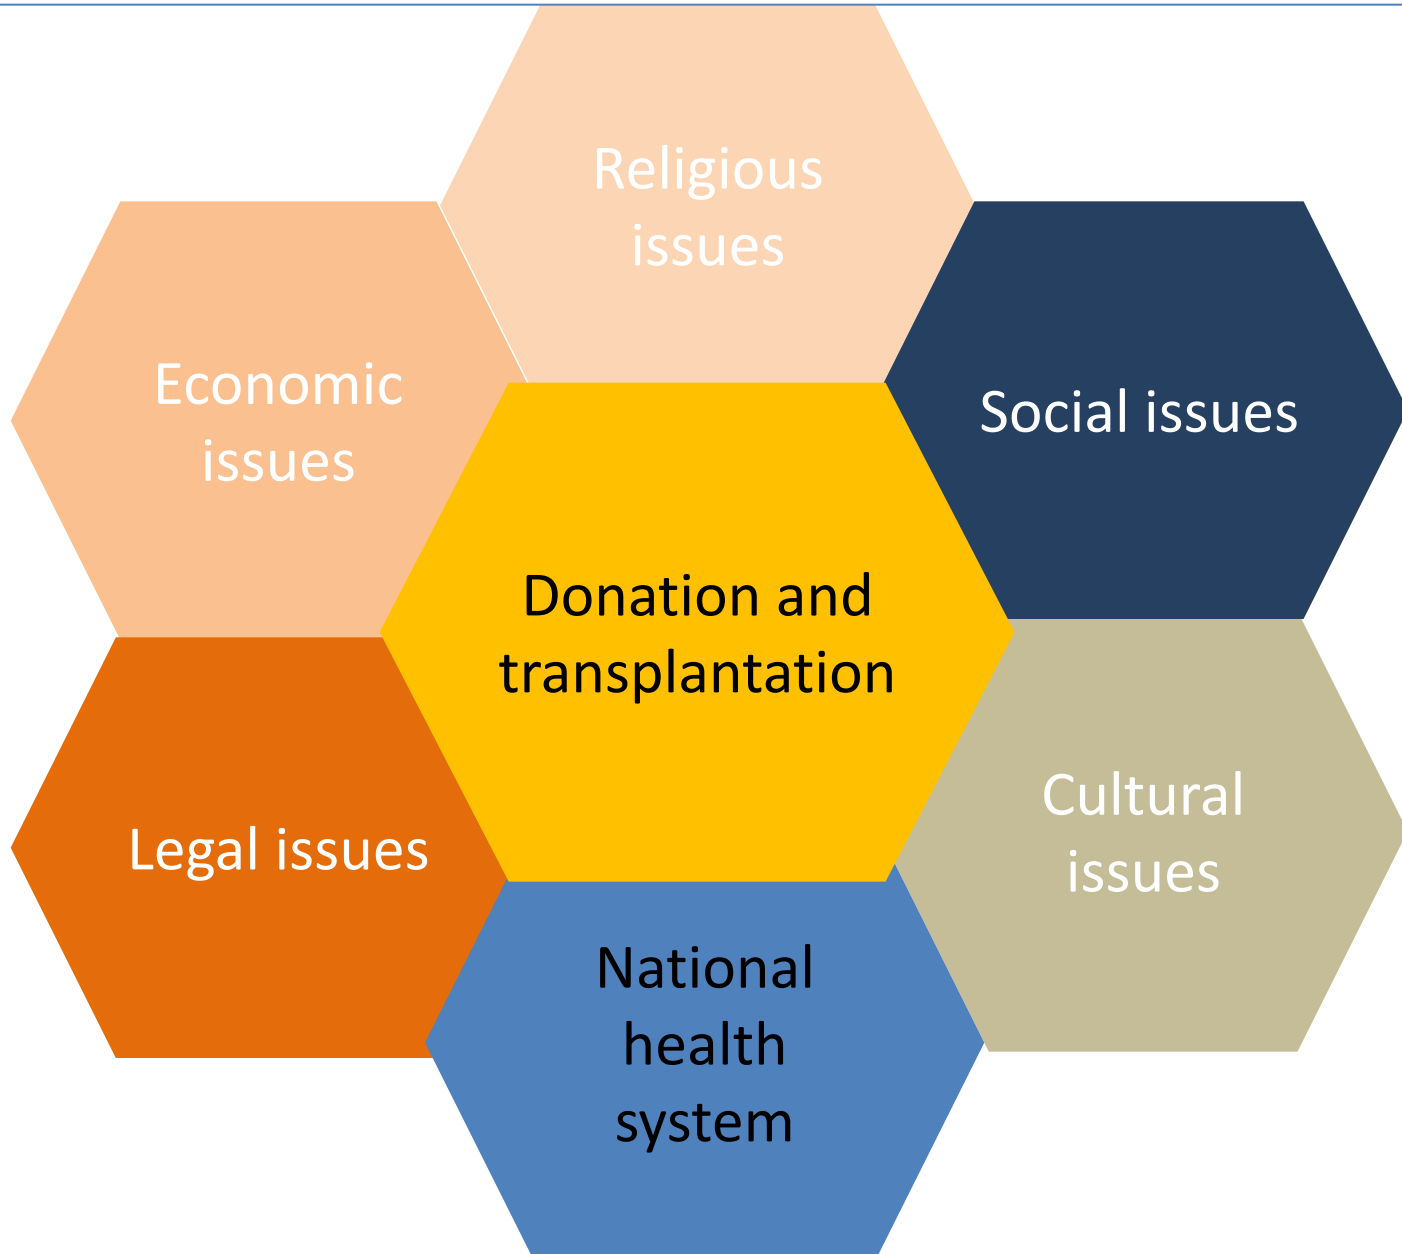 Religious
issues
Economic
issues
Social issues
Donation and
transplantation
Cultural
issues
Legal issues
National
health
system